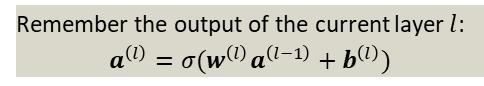 Remember the output of the current layer l:
a⁽ˡ⁾ = σ(w⁽ˡ⁾ a⁽ˡ⁻¹⁾ + b⁽ˡ⁾)